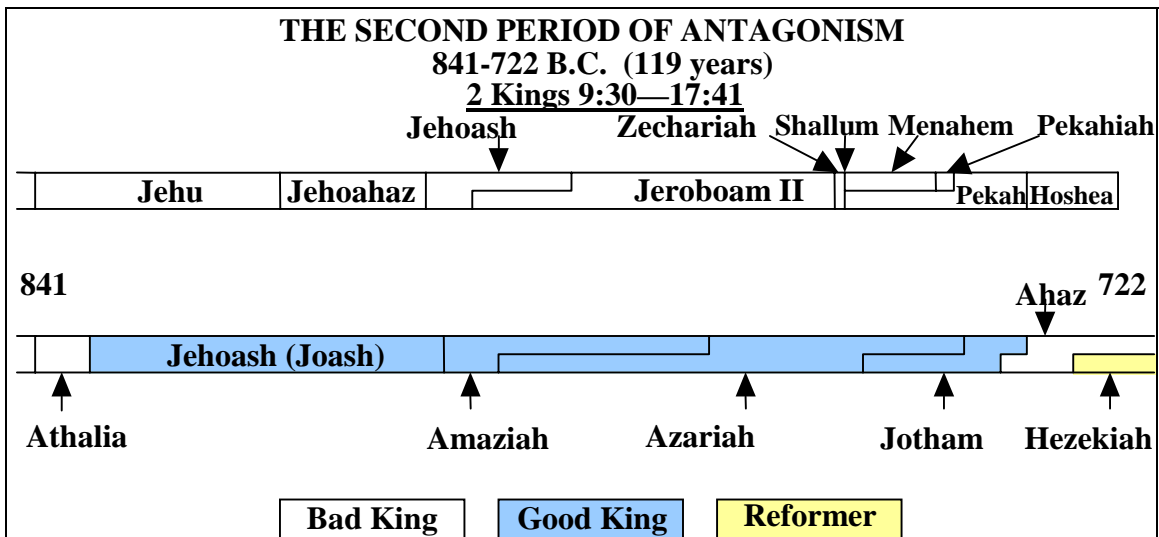 THE SECOND PERIOD OF ANTAGONISM
841-722 B.C. (119 years)
2 Kings 9:30—17:41
Jehoash Zechariah Shallum Menahem Pekahiah
Jehu Jehoahaz Jeroboam II Pekah Hoshea
841 722
Ahaz
Jehoash (Joash)
Athalia Amaziah Azariah Jotham Hezekiah
Bad King Good King Reformer